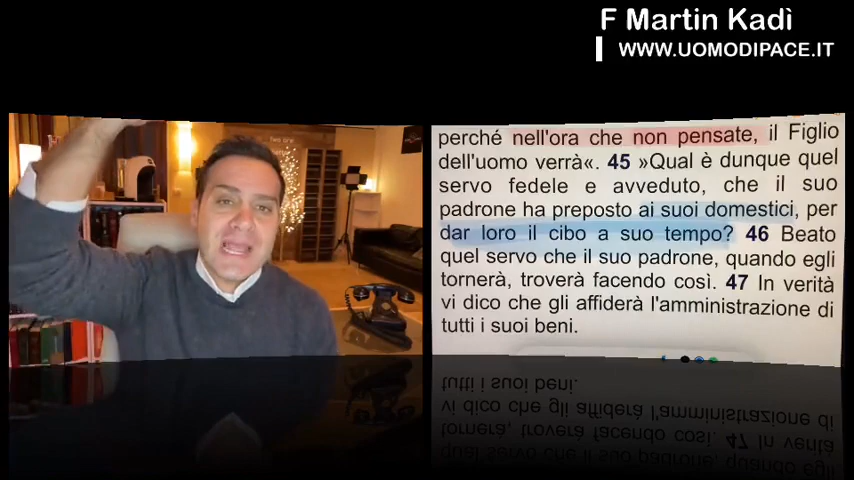 F Martin Kadì
WWW.UOMODIPACE.IT
perché nell'ora che non pensate, il Figlio
dell'uomo verrà«. 45 »Qual è dunque quel
servo fedele e avveduto, che il suo
padrone ha preposto ai suoi domestici, per
dar loro il cibo a suo tempo? 46 Beato
quel servo che il suo padrone, quando egli
tornerà, troverà facendo così. 47 In verità
vi dico che gli affiderà l'amministrazione di
tutti i suoi beni.